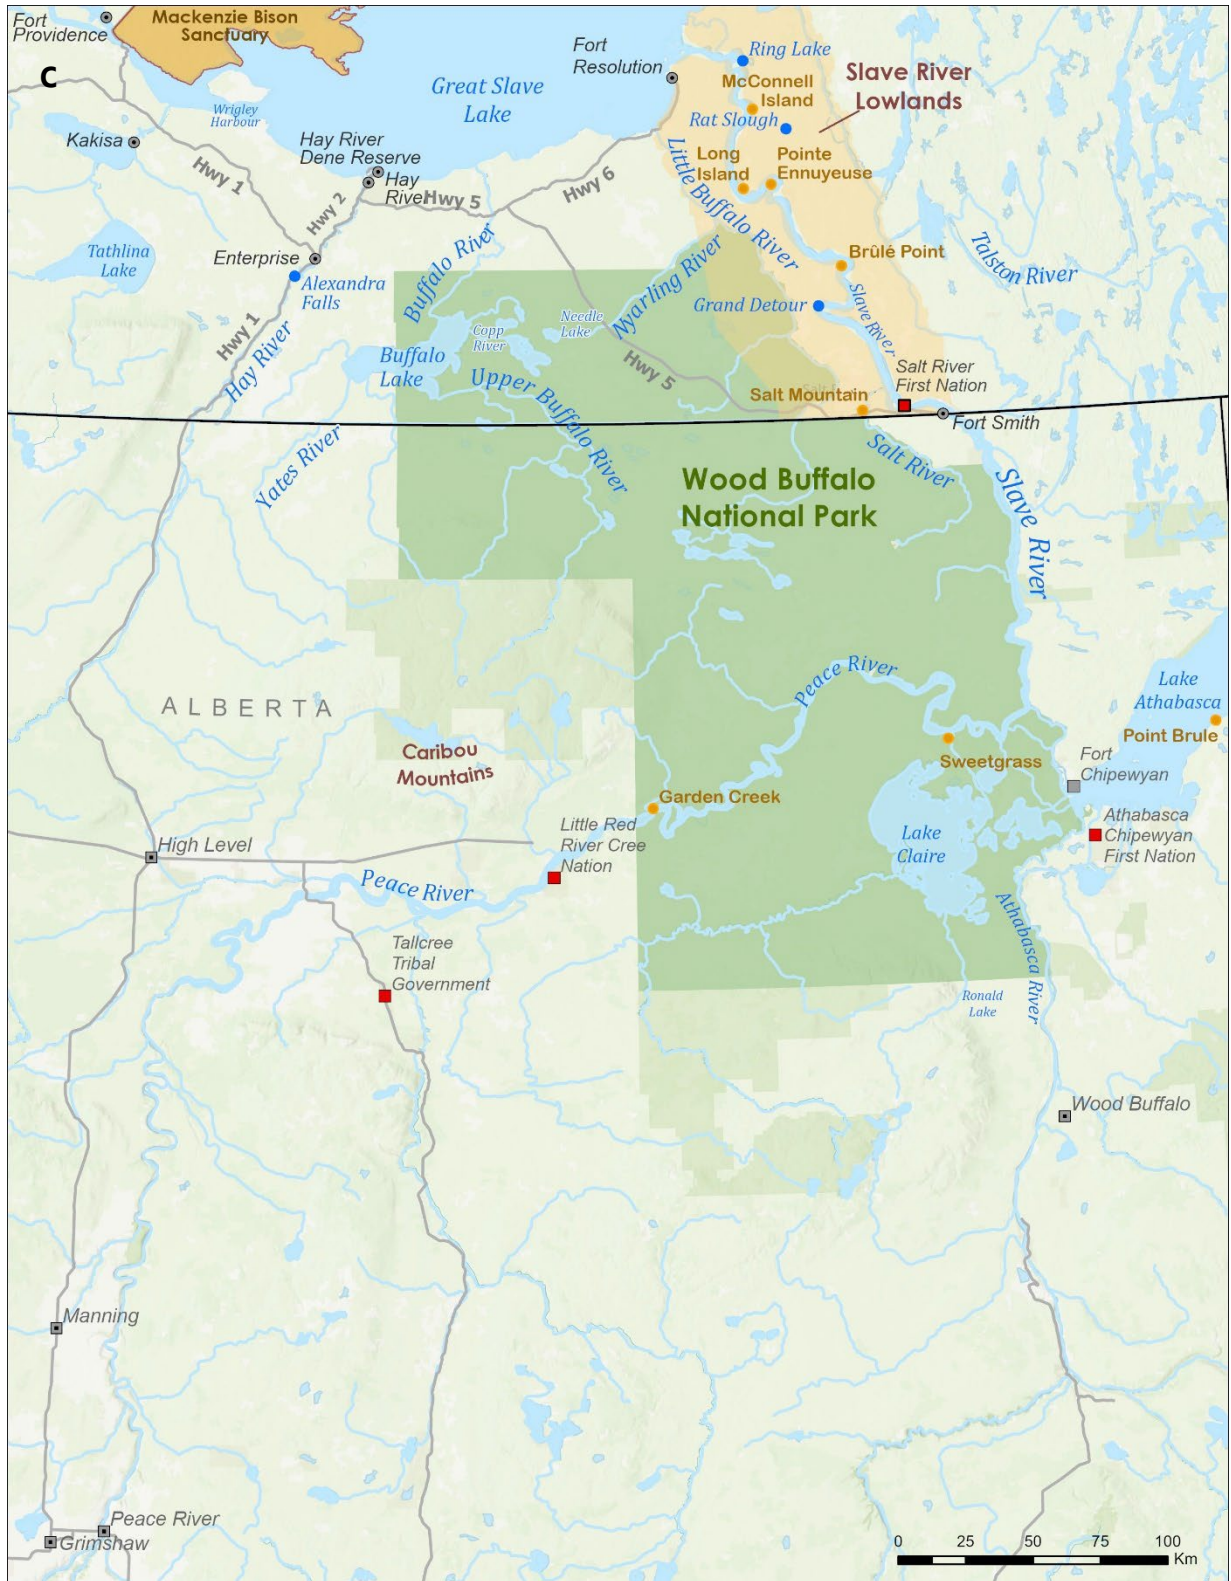 Fort
Providence
Mackenzie Bison
Sanctuary
C
Wrigley
Harbour
Great Slave
Lake
Fort
Resolution
Ring Lake
McConnell
Island
Rat Slough
Slave River
Lowlands
Kakisa
Hay River
Dene Reserve
Hay
River
Hwy 1
Hwy 2
Hwy 5
Hwy 6
Long
Island
Pointe
Ennuyeuse
Little Buffalo River
Tathlina
Lake
Enterprise
Alexandra
Falls
Buffalo River
Nyarling River
Brûlé Point
Talston River
Grand Detour
Slave River
Needle
Lake
Copp
River
Hwy 1
Hay River
Buffalo
Lake
Upper Buffalo River
Hwy 5
Salt River
First Nation
Salt Mountain
Fort Smith
Yates River
Salt River
Wood Buffalo
National Park
Slave River
ALBERTA
Peace River
Lake
Athabasca
Point Brule
Caribou
Mountains
Sweetgrass
Fort
Chipewyan
Garden Creek
Little Red
River Cree
Nation
Lake
Claire
Athabasca
Chipewyan
First Nation
High Level
Peace River
Athabasca River
Tallcree
Tribal
Government
Ronald
Lake
Wood Buffalo
Manning
Peace River
Grimshaw
0 25 50 75 100
Km